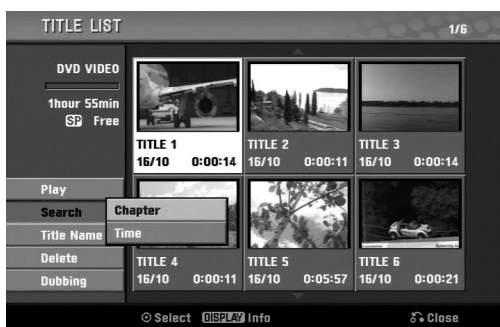 TITLE LIST
1/6
DVD VIDEO
1hour 55min
SP Free
TITLE 1
16/10 0:00:14
TITLE 2
16/10 0:00:11
TITLE 3
16/10 0:00:14
Play
Search
Title Name
Delete
Dubbing
Chapter
Time
TITLE 4
16/10 0:00:11
TITLE 5
16/10 0:05:57
TITLE 6
16/10 0:00:21
Select DISPLAY Info
Close